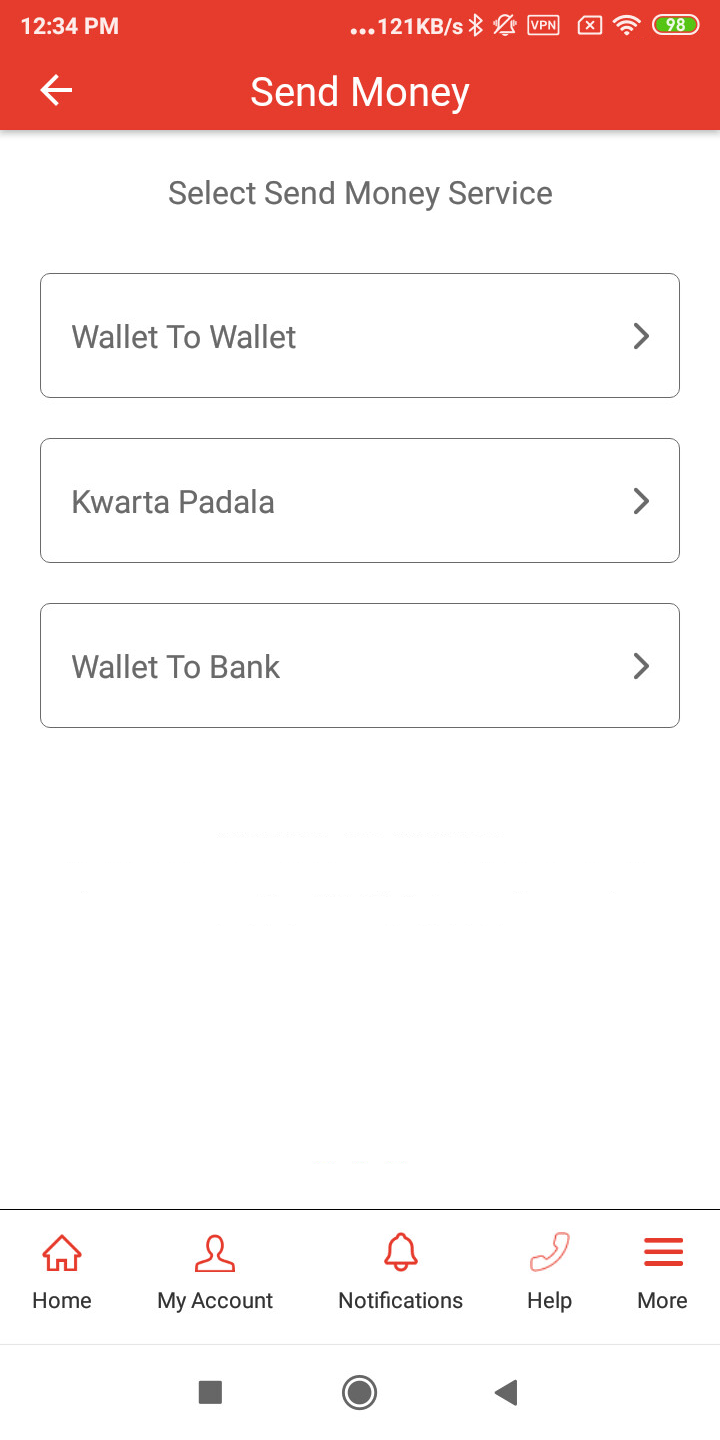 12:34 PM ...121KB/s VPN 98
Send Money
Select Send Money Service
Wallet To Wallet
Kwarta Padala
Wallet To Bank
Home My Account Notifications Help More